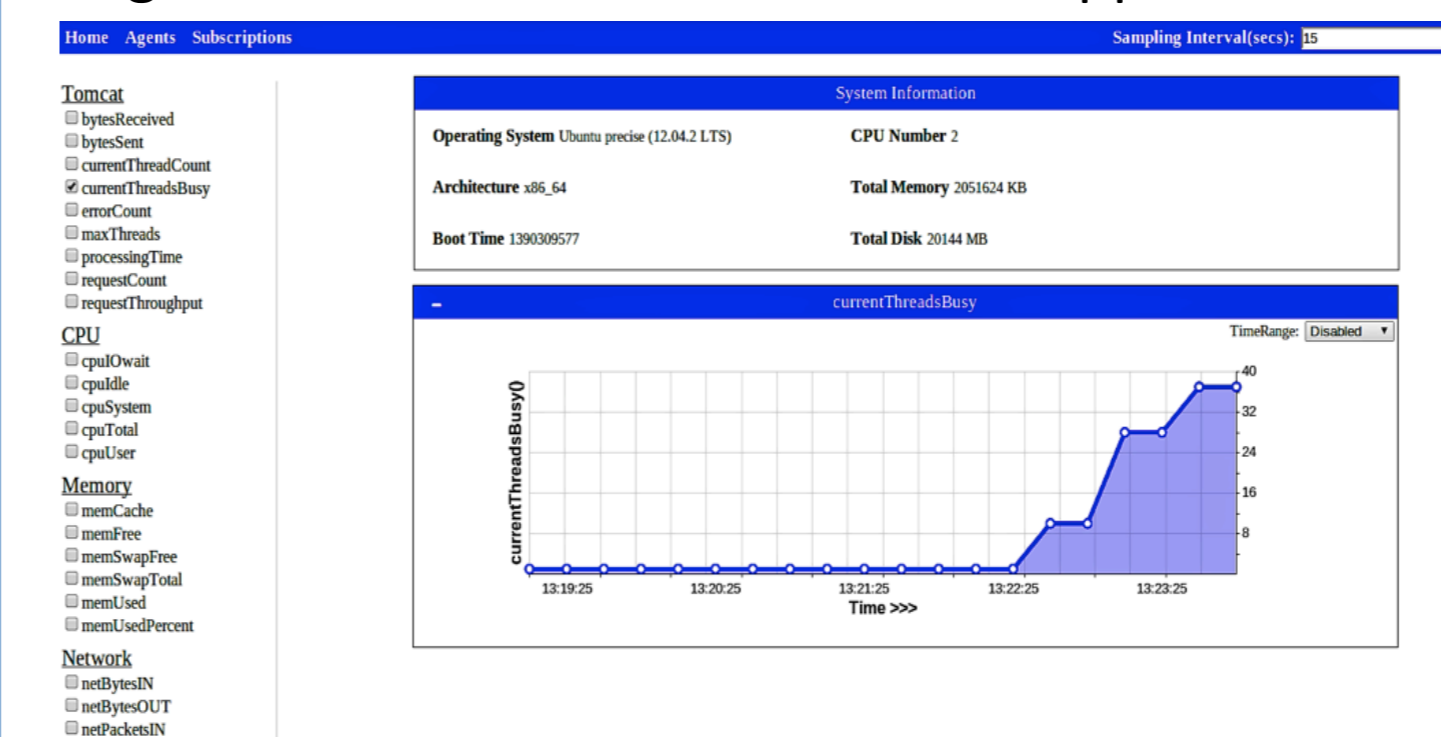 Home Agents Subscriptions Sampling Interval(secs): 15
Tomcat
bytesReceived
bytesSent
currentThreadCount
currentThreadsBusy
errorCount
maxThreads
processingTime
requestCount
requestThroughput
CPU
cpuIOwait
cpuIdle
cpuSystem
cpuTotal
cpuUser
Memory
memCache
memFree
memSwapFree
memSwapTotal
memUsed
memUsedPercent
Network
netBytesIN
netBytesOUT
netPacketsIN
System Information
Operating System Ubuntu precise (12.04.2 LTS) CPU Number 2
Architecture x86_64 Total Memory 2051624 KB
Boot Time 1390309577 Total Disk 20144 MB
- currentThreadsBusy
TimeRange: Disabled
currentThreadsBusy()
40
32
24
16
8
13:19:25 13:20:25 13:21:25 13:22:25 13:23:25
Time >>>